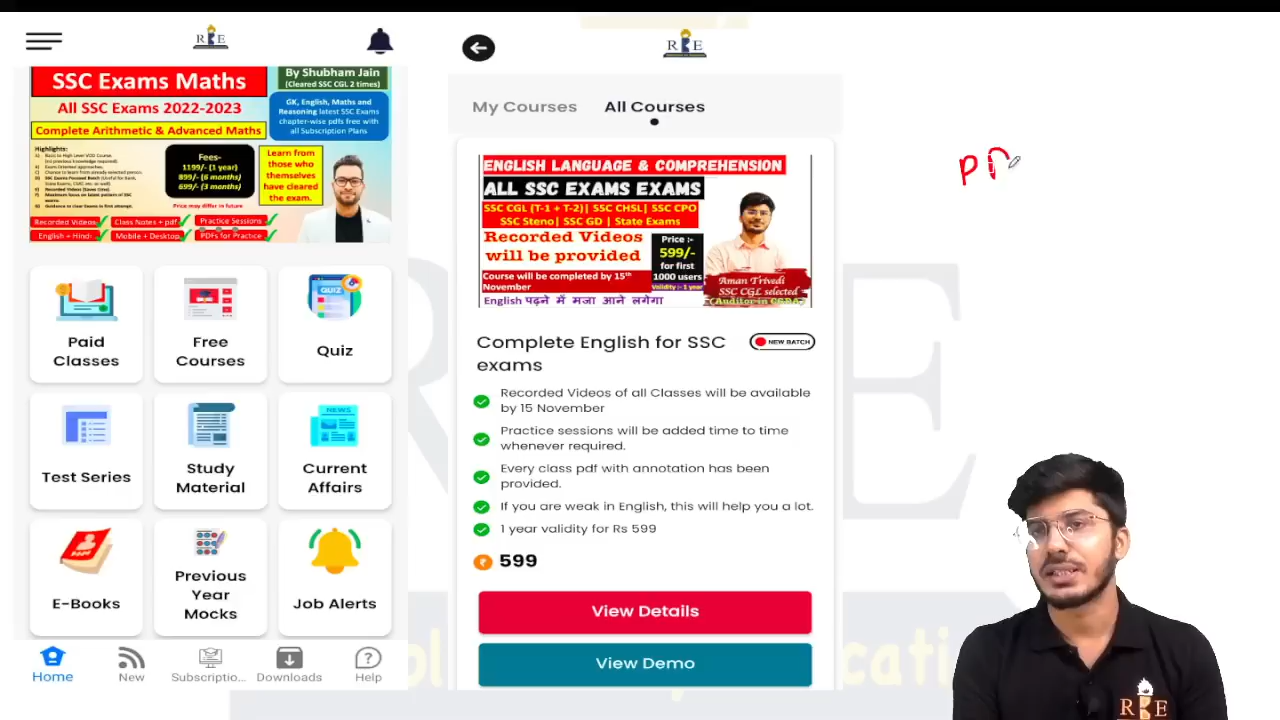 RBE
SSC Exams Maths
By Shubham Jain
(Cleared SSC CGL 2 times)
All SSC Exams 2022-2023
GK, English, Maths and
Reasoning latest SSC Exams
chapter-wise pdfs free with
all Subscription Plans
Complete Arithmetic & Advanced Maths
Highlights:
Fees-
1199/- (1 year)
899/- (6 months)
699/- (3 months)
Price may differ in future
Learn from
those who
themselves
have cleared
the exam.
Recorded Videos
Class Notes + pdf
Practice Sessions
English + Hindi
Mobile + Desktop
PDFs for Practice
Paid
Classes
Free
Courses
Quiz
Test Series
Study
Material
Current
Affairs
E-Books
Previous
Year
Mocks
Job Alerts
Home
New
Subscriptio...
Downloads
Help
RBE
My Courses
All Courses
ENGLISH LANGUAGE & COMPREHENSION
ALL SSC EXAMS EXAMS
SSC CGL (T-1 + T-2)| SSC CHSL| SSC CPO
SSC Steno| SSC GD | State Exams
Recorded Videos
will be provided
Price :-
599/-
for first
1000 users
Validity :- 1 year
Course will be completed by 15th
November
English पढ़ने में मजा आने लगेगा
Aman Trivedi
SSC CGL selected
(Auditor in CGDA)
Complete English for SSC
exams
NEW BATCH
Recorded Videos of all Classes will be available
by 15 November
Practice sessions will be added time to time
whenever required.
Every class pdf with annotation has been
provided.
If you are weak in English, this will help you a lot.
1 year validity for Rs 599
₹ 599
View Details
View Demo
RBE